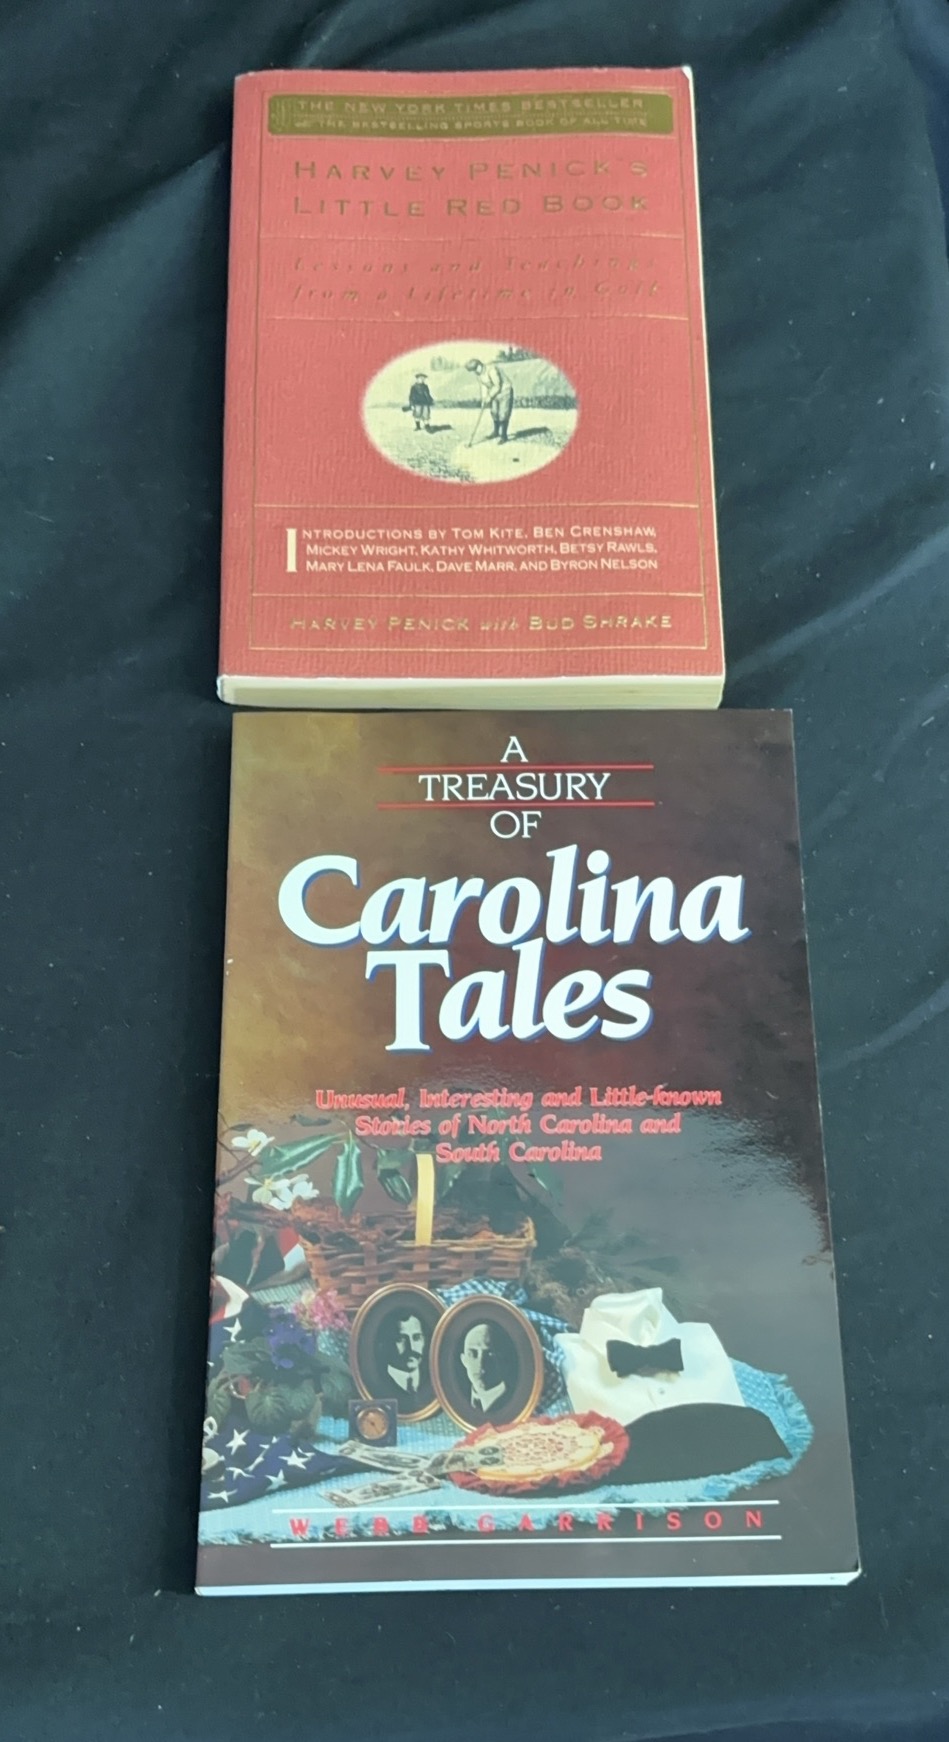 THE NEW YORK TIMES BESTSELLER
THE BESTSELLING SPORTS BOOK OF ALL TIME
HARVEY PENICK'S
LITTLE RED BOOK
Lessons and Teachings
from a Lifetime in Golf
INTRODUCTIONS BY TOM KITE, BEN CRENSHAW,
MICKEY WRIGHT, KATHY WHITWORTH, BETSY RAWLS,
MARY LENA FAULK, DAVE MARR, AND BYRON NELSON
HARVEY PENICK with BUD SHRAKE
A
TREASURY
OF
Carolina
Tales
Unusual, Interesting and Little-known
Stories of North Carolina and
South Carolina
WEBB GARRISON